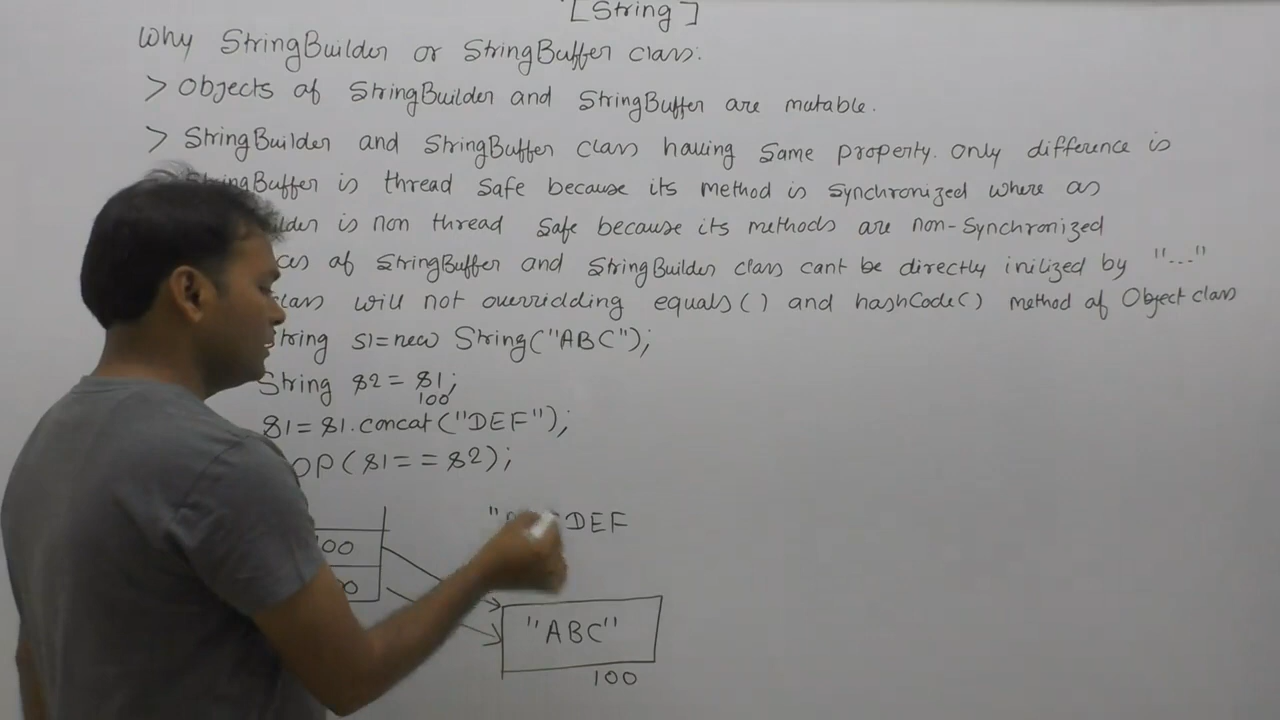 [String]
Why StringBuilder or StringBuffer class:
> Objects of StringBuilder and StringBuffer are mutable.
> StringBuilder and StringBuffer class having same property. Only difference is
ingBuffer is thread safe because its method is synchronized where as
ilder is non thread safe because its methods are non-Synchronized
ces of StringBuffer and StringBuilder class cant be directly inilized by "..."
class will not overridding equals() and hashCode() method of Object class
String s1=new String("ABC");
String s2 = s1;
100
s1=s1.concat("DEF");
OP(s1==s2);
DEF
100
"ABC"
100